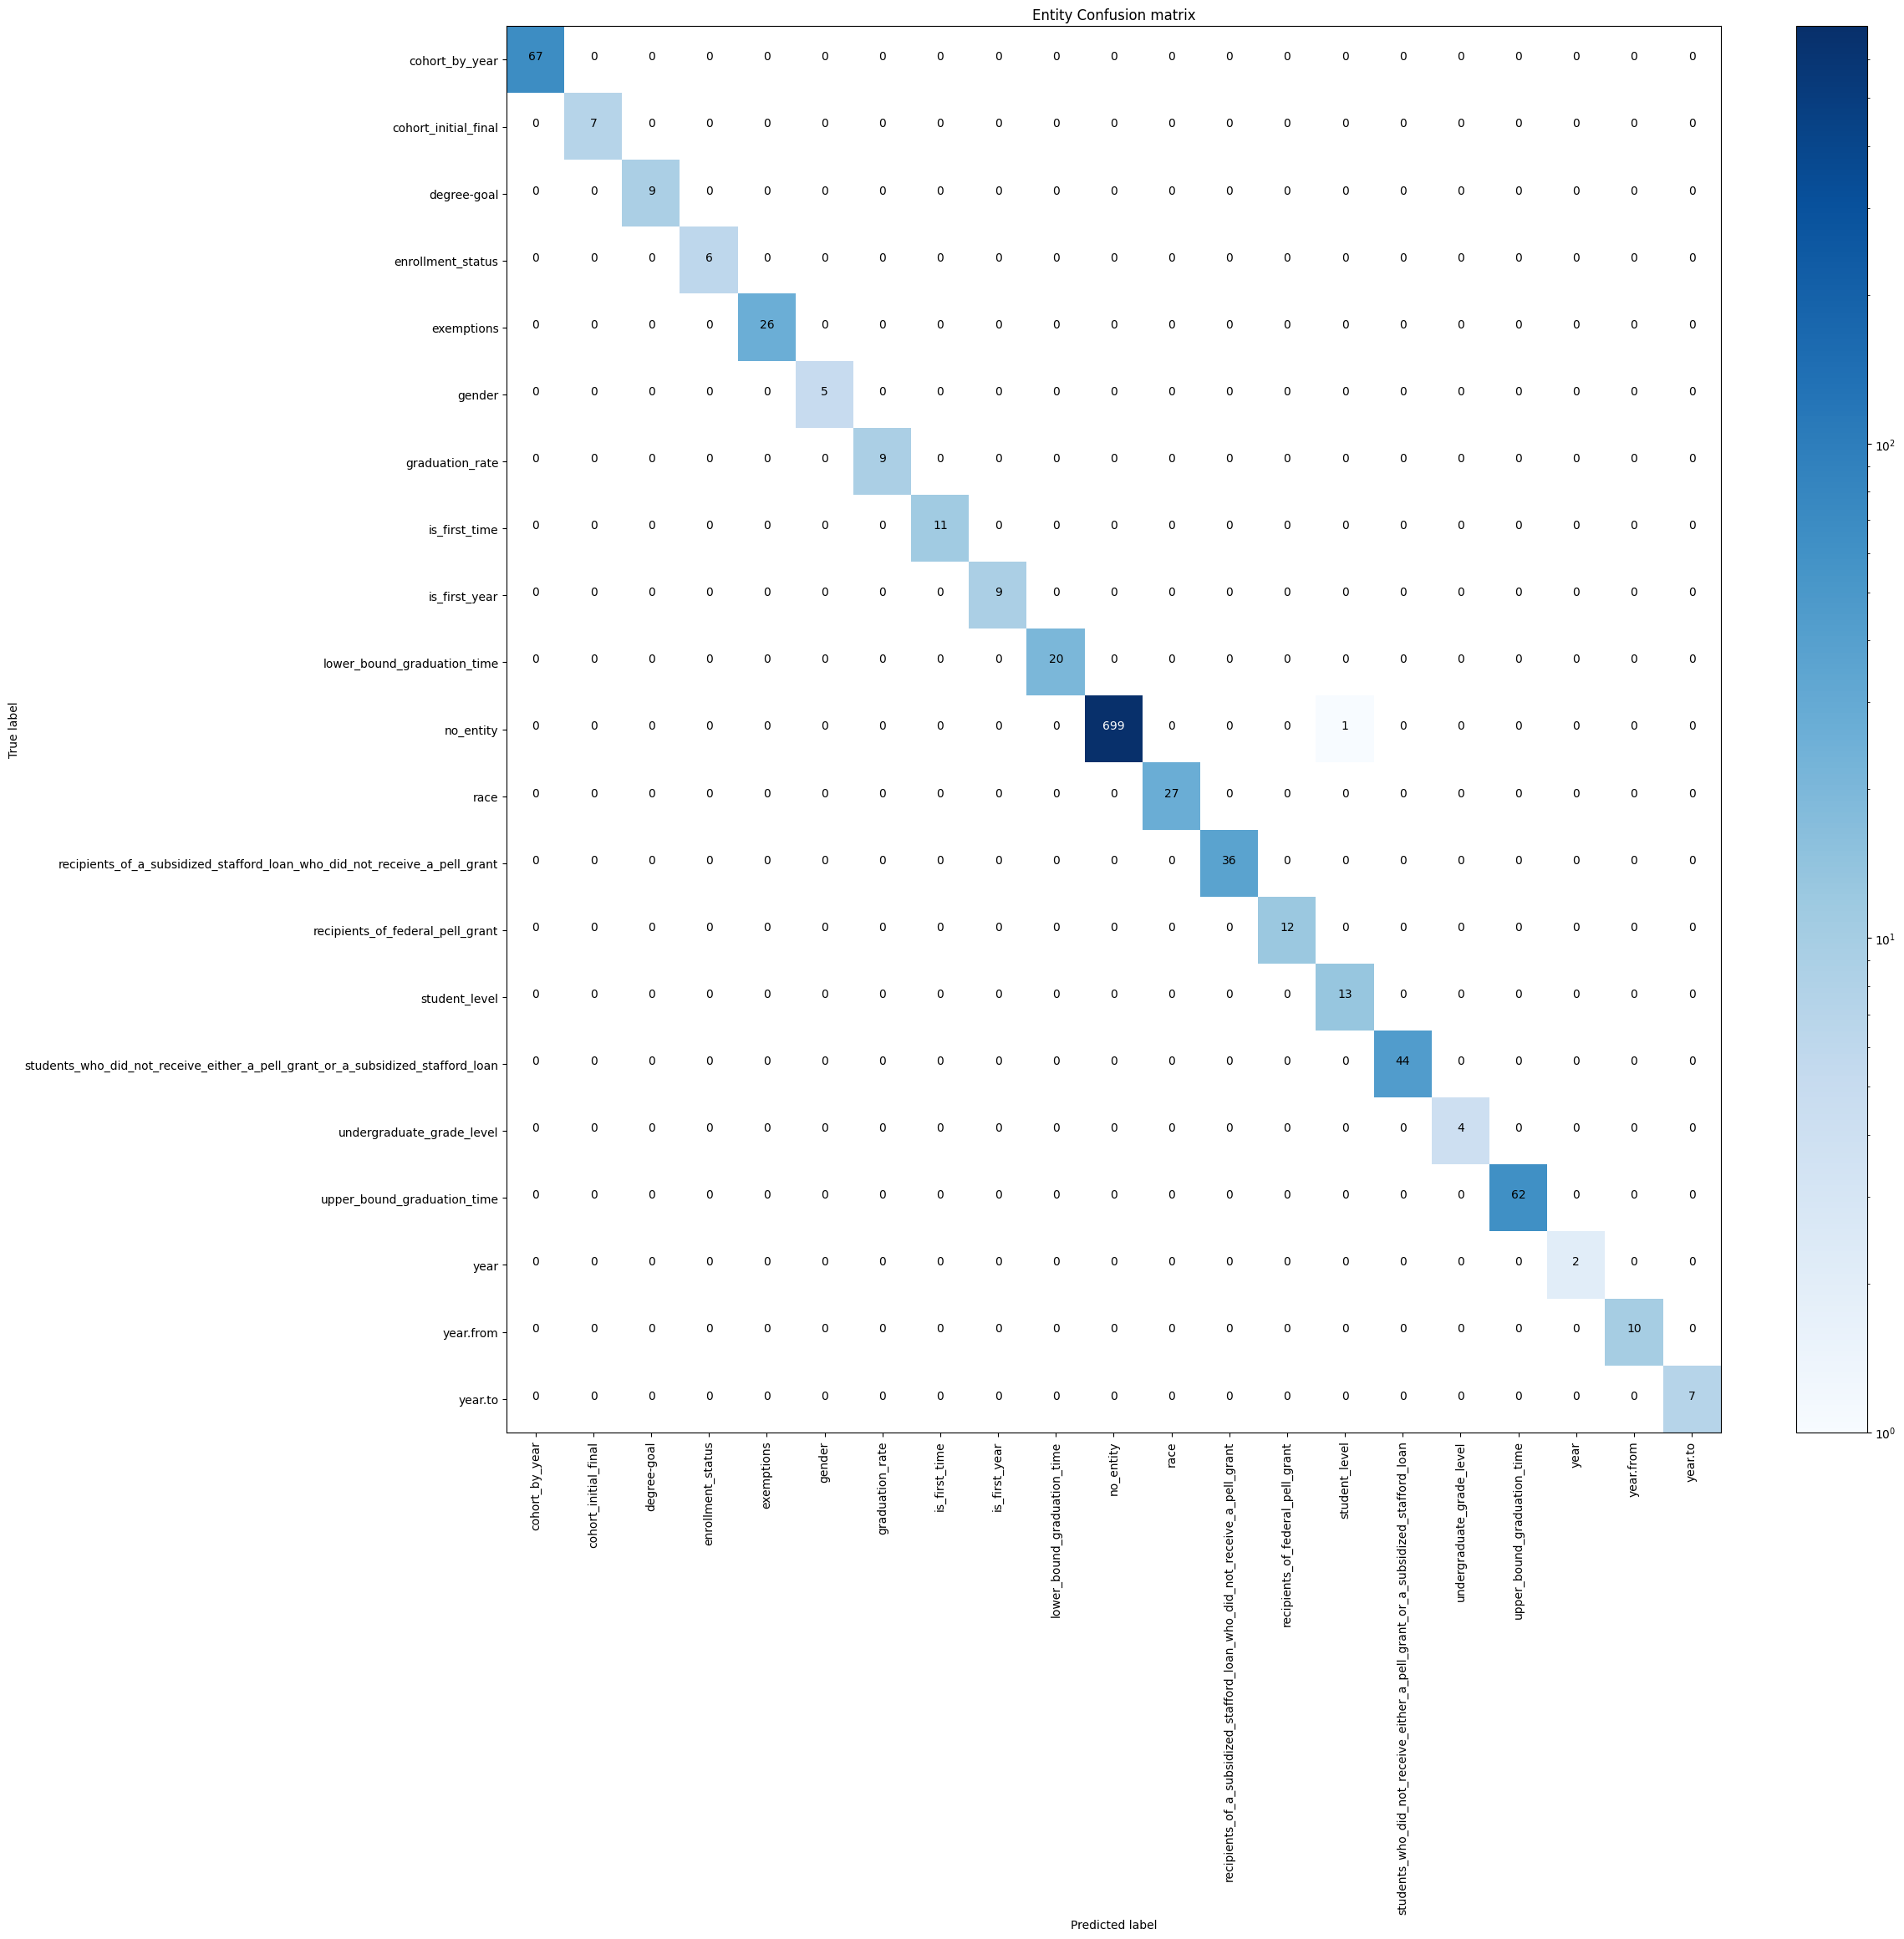 Entity Confusion matrix
cohort_by_year 67 0 0 0 0 0 0 0 0 0 0 0 0 0 0 0 0 0 0 0 0
cohort_initial_final 0 7 0 0 0 0 0 0 0 0 0 0 0 0 0 0 0 0 0 0 0
degree-goal 0 0 9 0 0 0 0 0 0 0 0 0 0 0 0 0 0 0 0 0 0
enrollment_status 0 0 0 6 0 0 0 0 0 0 0 0 0 0 0 0 0 0 0 0 0
exemptions 0 0 0 0 26 0 0 0 0 0 0 0 0 0 0 0 0 0 0 0 0
gender 0 0 0 0 0 5 0 0 0 0 0 0 0 0 0 0 0 0 0 0 0
graduation_rate 0 0 0 0 0 0 9 0 0 0 0 0 0 0 0 0 0 0 0 0 0
is_first_time 0 0 0 0 0 0 0 11 0 0 0 0 0 0 0 0 0 0 0 0 0
is_first_year 0 0 0 0 0 0 0 0 9 0 0 0 0 0 0 0 0 0 0 0 0
lower_bound_graduation_time 0 0 0 0 0 0 0 0 0 20 0 0 0 0 0 0 0 0 0 0 0
no_entity 0 0 0 0 0 0 0 0 0 0 699 0 0 0 1 0 0 0 0 0 0
race 0 0 0 0 0 0 0 0 0 0 0 27 0 0 0 0 0 0 0 0 0
recipients_of_a_subsidized_stafford_loan_who_did_not_receive_a_pell_grant 0 0 0 0 0 0 0 0 0 0 0 0 36 0 0 0 0 0 0 0 0
recipients_of_federal_pell_grant 0 0 0 0 0 0 0 0 0 0 0 0 0 12 0 0 0 0 0 0 0
student_level 0 0 0 0 0 0 0 0 0 0 0 0 0 0 13 0 0 0 0 0 0
students_who_did_not_receive_either_a_pell_grant_or_a_subsidized_stafford_loan 0 0 0 0 0 0 0 0 0 0 0 0 0 0 0 44 0 0 0 0 0
undergraduate_grade_level 0 0 0 0 0 0 0 0 0 0 0 0 0 0 0 0 4 0 0 0 0
upper_bound_graduation_time 0 0 0 0 0 0 0 0 0 0 0 0 0 0 0 0 0 62 0 0 0
year 0 0 0 0 0 0 0 0 0 0 0 0 0 0 0 0 0 0 2 0 0
year.from 0 0 0 0 0 0 0 0 0 0 0 0 0 0 0 0 0 0 0 10 0
year.to 0 0 0 0 0 0 0 0 0 0 0 0 0 0 0 0 0 0 0 0 7
True label
cohort_by_year
cohort_initial_final
degree-goal
enrollment_status
exemptions
gender
graduation_rate
is_first_time
is_first_year
lower_bound_graduation_time
no_entity
race
recipients_of_a_subsidized_stafford_loan_who_did_not_receive_a_pell_grant
recipients_of_federal_pell_grant
student_level
students_who_did_not_receive_either_a_pell_grant_or_a_subsidized_stafford_loan
undergraduate_grade_level
upper_bound_graduation_time
year
year.from
year.to
Predicted label
10²
10¹
10⁰